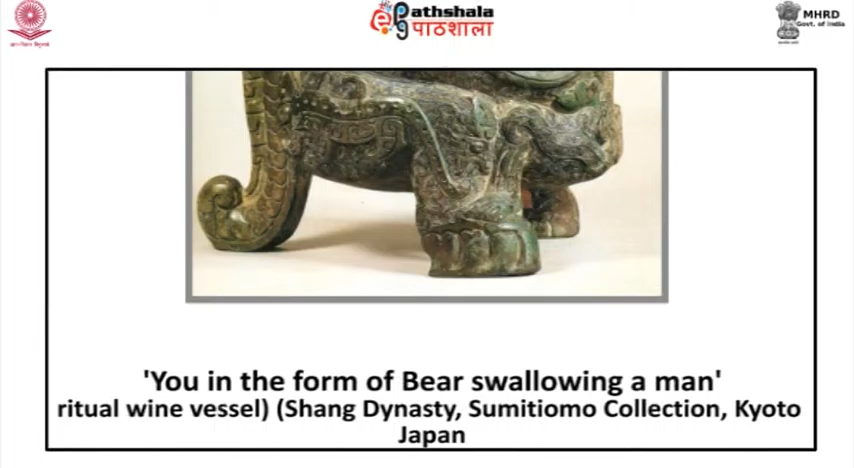 epathshala
पाठशाला
MHRD
Govt. of India
'You in the form of Bear swallowing a man'
ritual wine vessel) (Shang Dynasty, Sumitiomo Collection, Kyoto
Japan